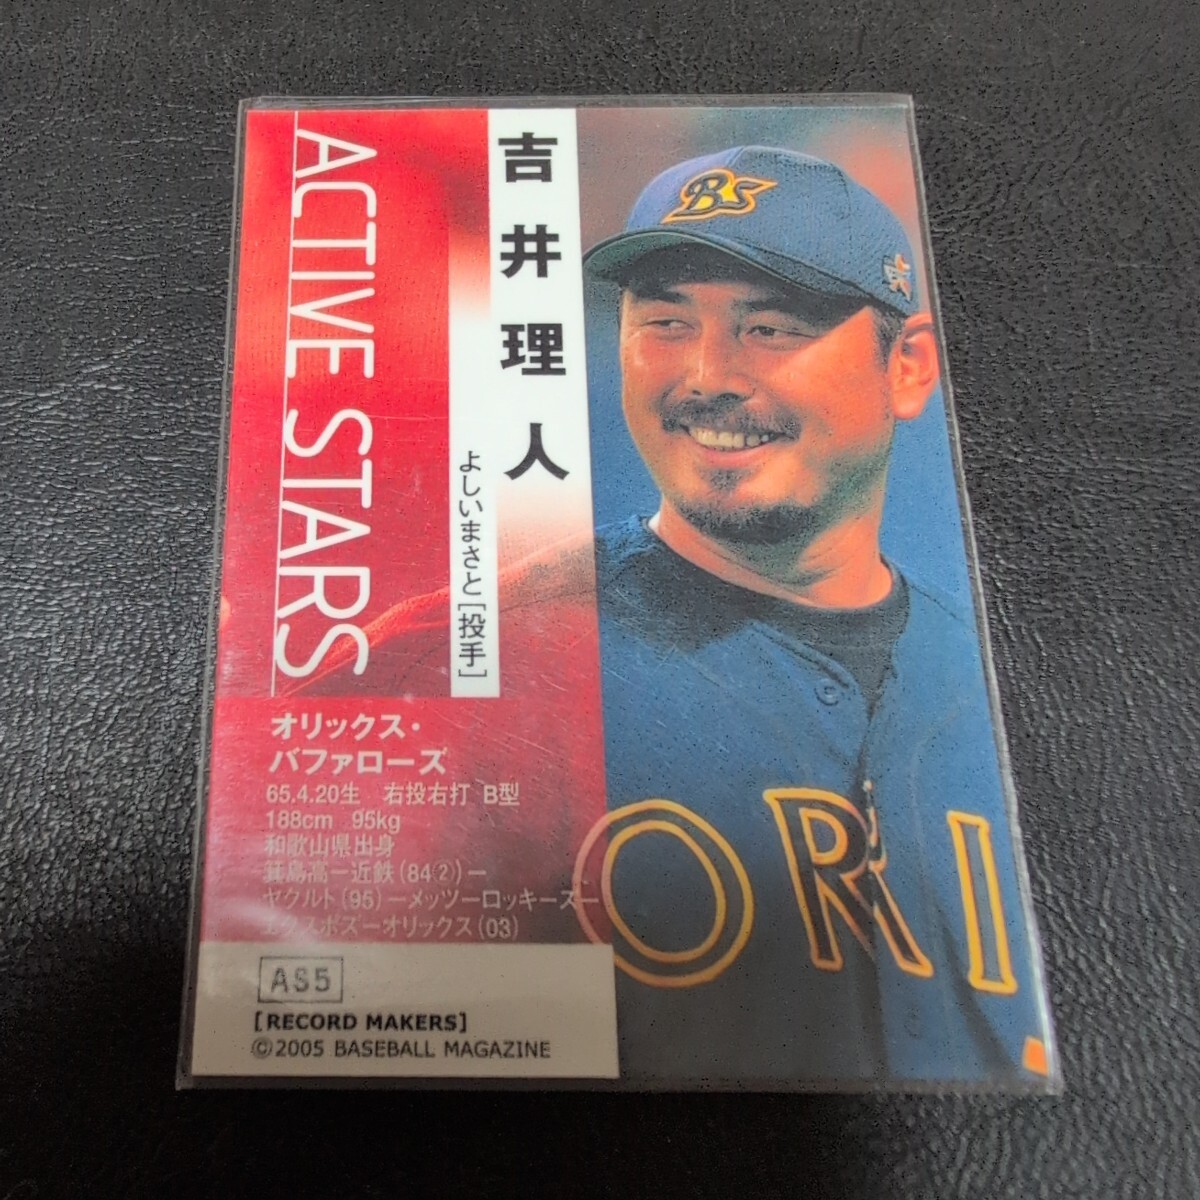 ACTIVE STARS
吉井理人
よしいまさと[投手]
オリックス・
バファローズ
65.4.20生 右投右打 B型
188cm 95kg
和歌山県出身
箕島高ー近鉄(84②)ー
ヤクルト(95)ーメッツーロッキーズー
エクスポズーオリックス(03)
AS5
[RECORD MAKERS]
©2005 BASEBALL MAGAZINE
Bs
ORI